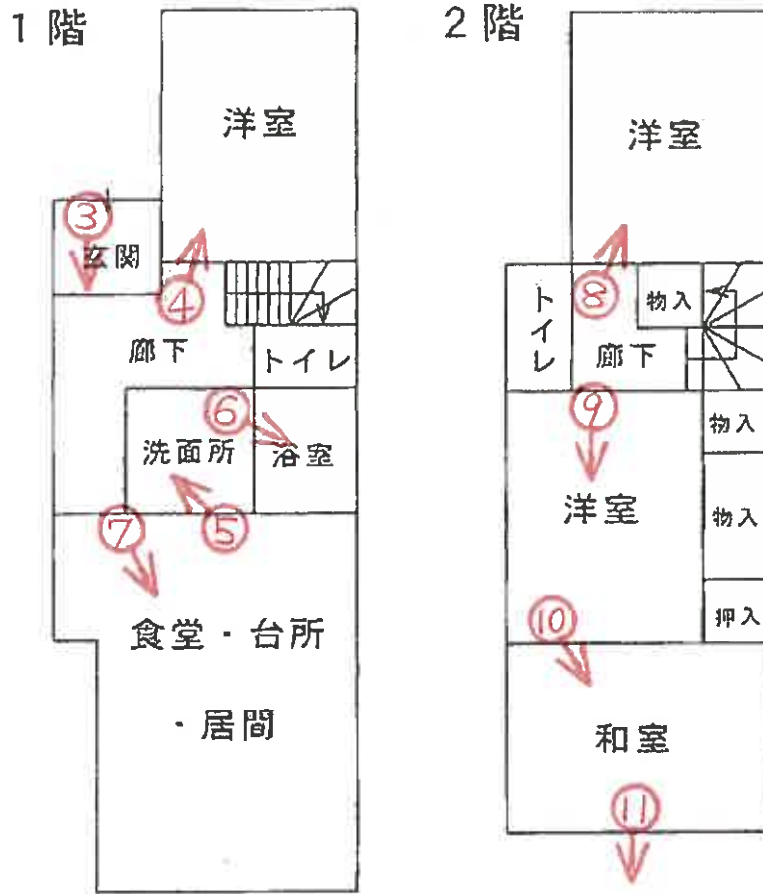 1階
洋室
③
玄関
④
廊下
トイレ
⑥
洗面所
浴室
⑦
⑤
食堂・台所
・居間
2階
洋室
⑧
トイレ
物入
廊下
⑨
物入
洋室
物入
⑩
押入
和室
⑪